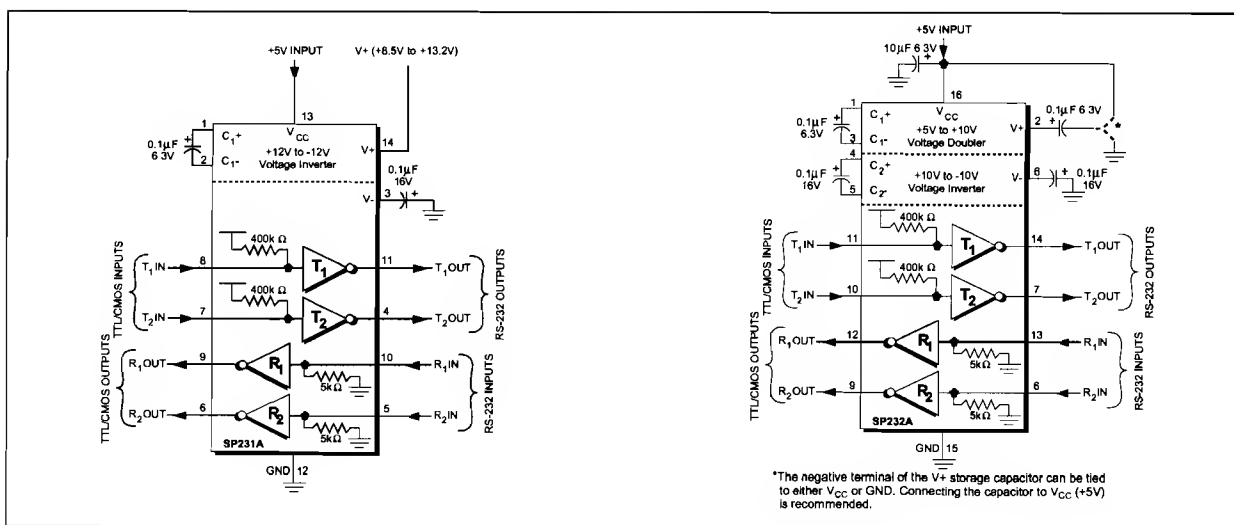 +5V INPUT
V+ (+8.5V to +13.2V)
13
VCC
1
C1+
0.1µF
6.3V
+
2
C1-
+12V to -12V
Voltage Inverter
V+
14
0.1µF
16V
V-
3
+
400k Ω
TTL/CMOS INPUTS
T1IN
8
T1
11
T1OUT
RS-232 OUTPUTS
400k Ω
T2IN
7
T2
4
T2OUT
TTL/CMOS OUTPUTS
R1OUT
9
R1
10
R1IN
RS-232 INPUTS
5kΩ
R2OUT
6
R2
5
R2IN
5kΩ
SP231A
GND
12
+5V INPUT
10µF 6 3V
+
16
VCC
1
C1+
0.1µF
6.3V
+
3
C1-
+5V to +10V
Voltage Doubler
V+
2
0.1µF 6 3V
+
*
4
C2+
0.1µF
16V
+
5
C2-
+10V to -10V
Voltage Inverter
V-
6
+
0.1µF
16V
400k Ω
TTL/CMOS INPUTS
T1IN
11
T1
14
T1OUT
RS-232 OUTPUTS
400k Ω
T2IN
10
T2
7
T2OUT
TTL/CMOS OUTPUTS
R1OUT
12
R1
13
R1IN
RS-232 INPUTS
5kΩ
R2OUT
9
R2
6
R2IN
5kΩ
SP232A
GND
15
*The negative terminal of the V+ storage capacitor can be tied
to either VCC or GND. Connecting the capacitor to VCC (+5V)
is recommended.